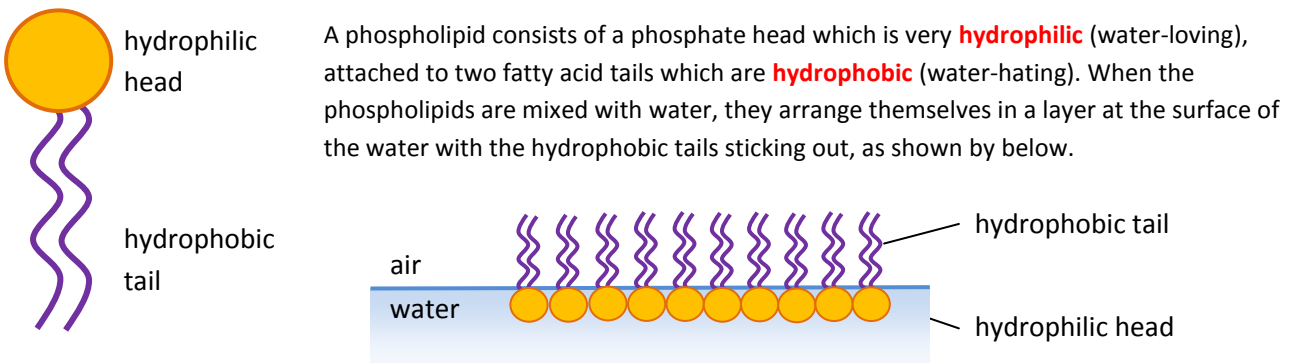 hydrophilic
head
A phospholipid consists of a phosphate head which is very hydrophilic (water-loving),
attached to two fatty acid tails which are hydrophobic (water-hating). When the
phospholipids are mixed with water, they arrange themselves in a layer at the surface of
the water with the hydrophobic tails sticking out, as shown by below.
hydrophobic
tail
hydrophobic tail
air
water
hydrophilic head